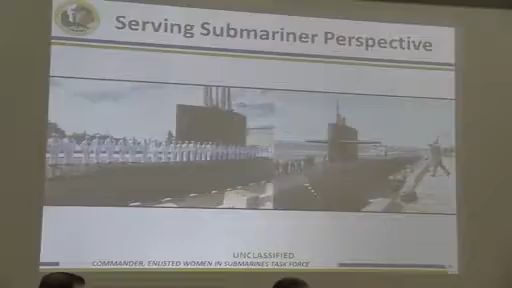 Serving Submariner Perspective
UNCLASSIFIED
COMMANDER, ENLISTED WOMEN IN SUBMARINES TASK FORCE